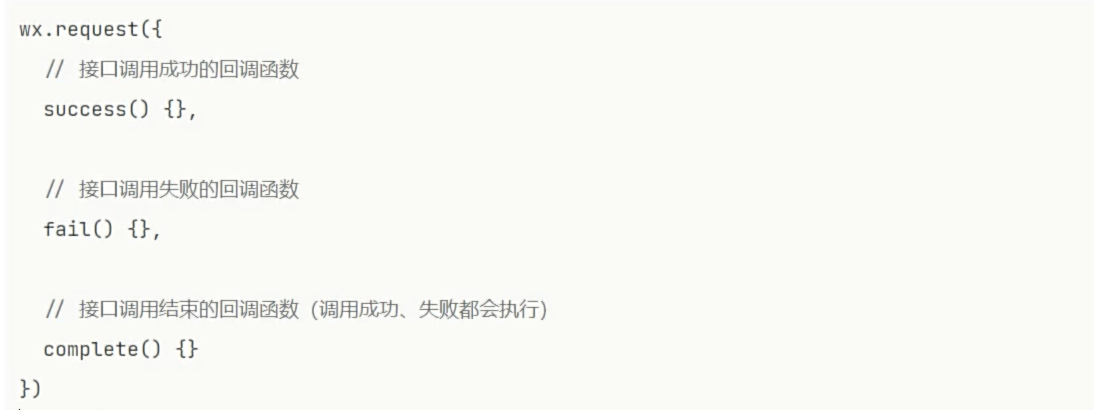 wx.request({
// 接口调用成功的回调函数
success() {},
// 接口调用失败的回调函数
fail() {},
// 接口调用结束的回调函数（调用成功、失败都会执行）
complete() {}
})